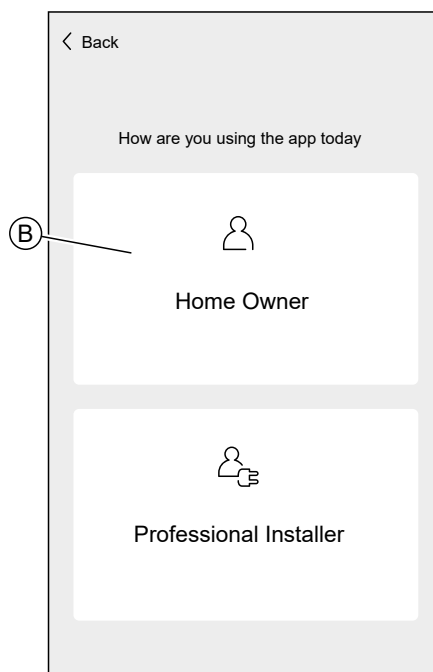 Back
How are you using the app today
B
Home Owner
Professional Installer